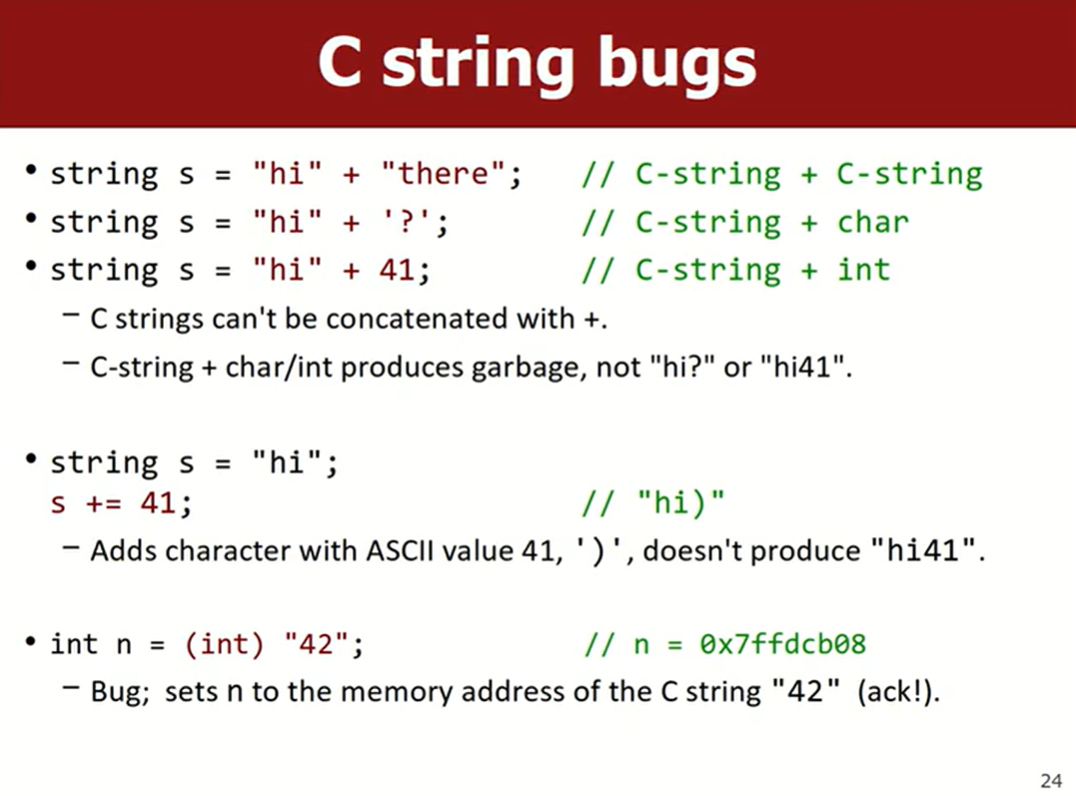 C string bugs
• string s = "hi" + "there"; // C-string + C-string
• string s = "hi" + '?'; // C-string + char
• string s = "hi" + 41; // C-string + int
– C strings can't be concatenated with +.
– C-string + char/int produces garbage, not "hi?" or "hi41".
• string s = "hi";
s += 41; // "hi)"
– Adds character with ASCII value 41, ')', doesn't produce "hi41".
• int n = (int) "42"; // n = 0x7ffdcb08
– Bug; sets n to the memory address of the C string "42" (ack!).
24